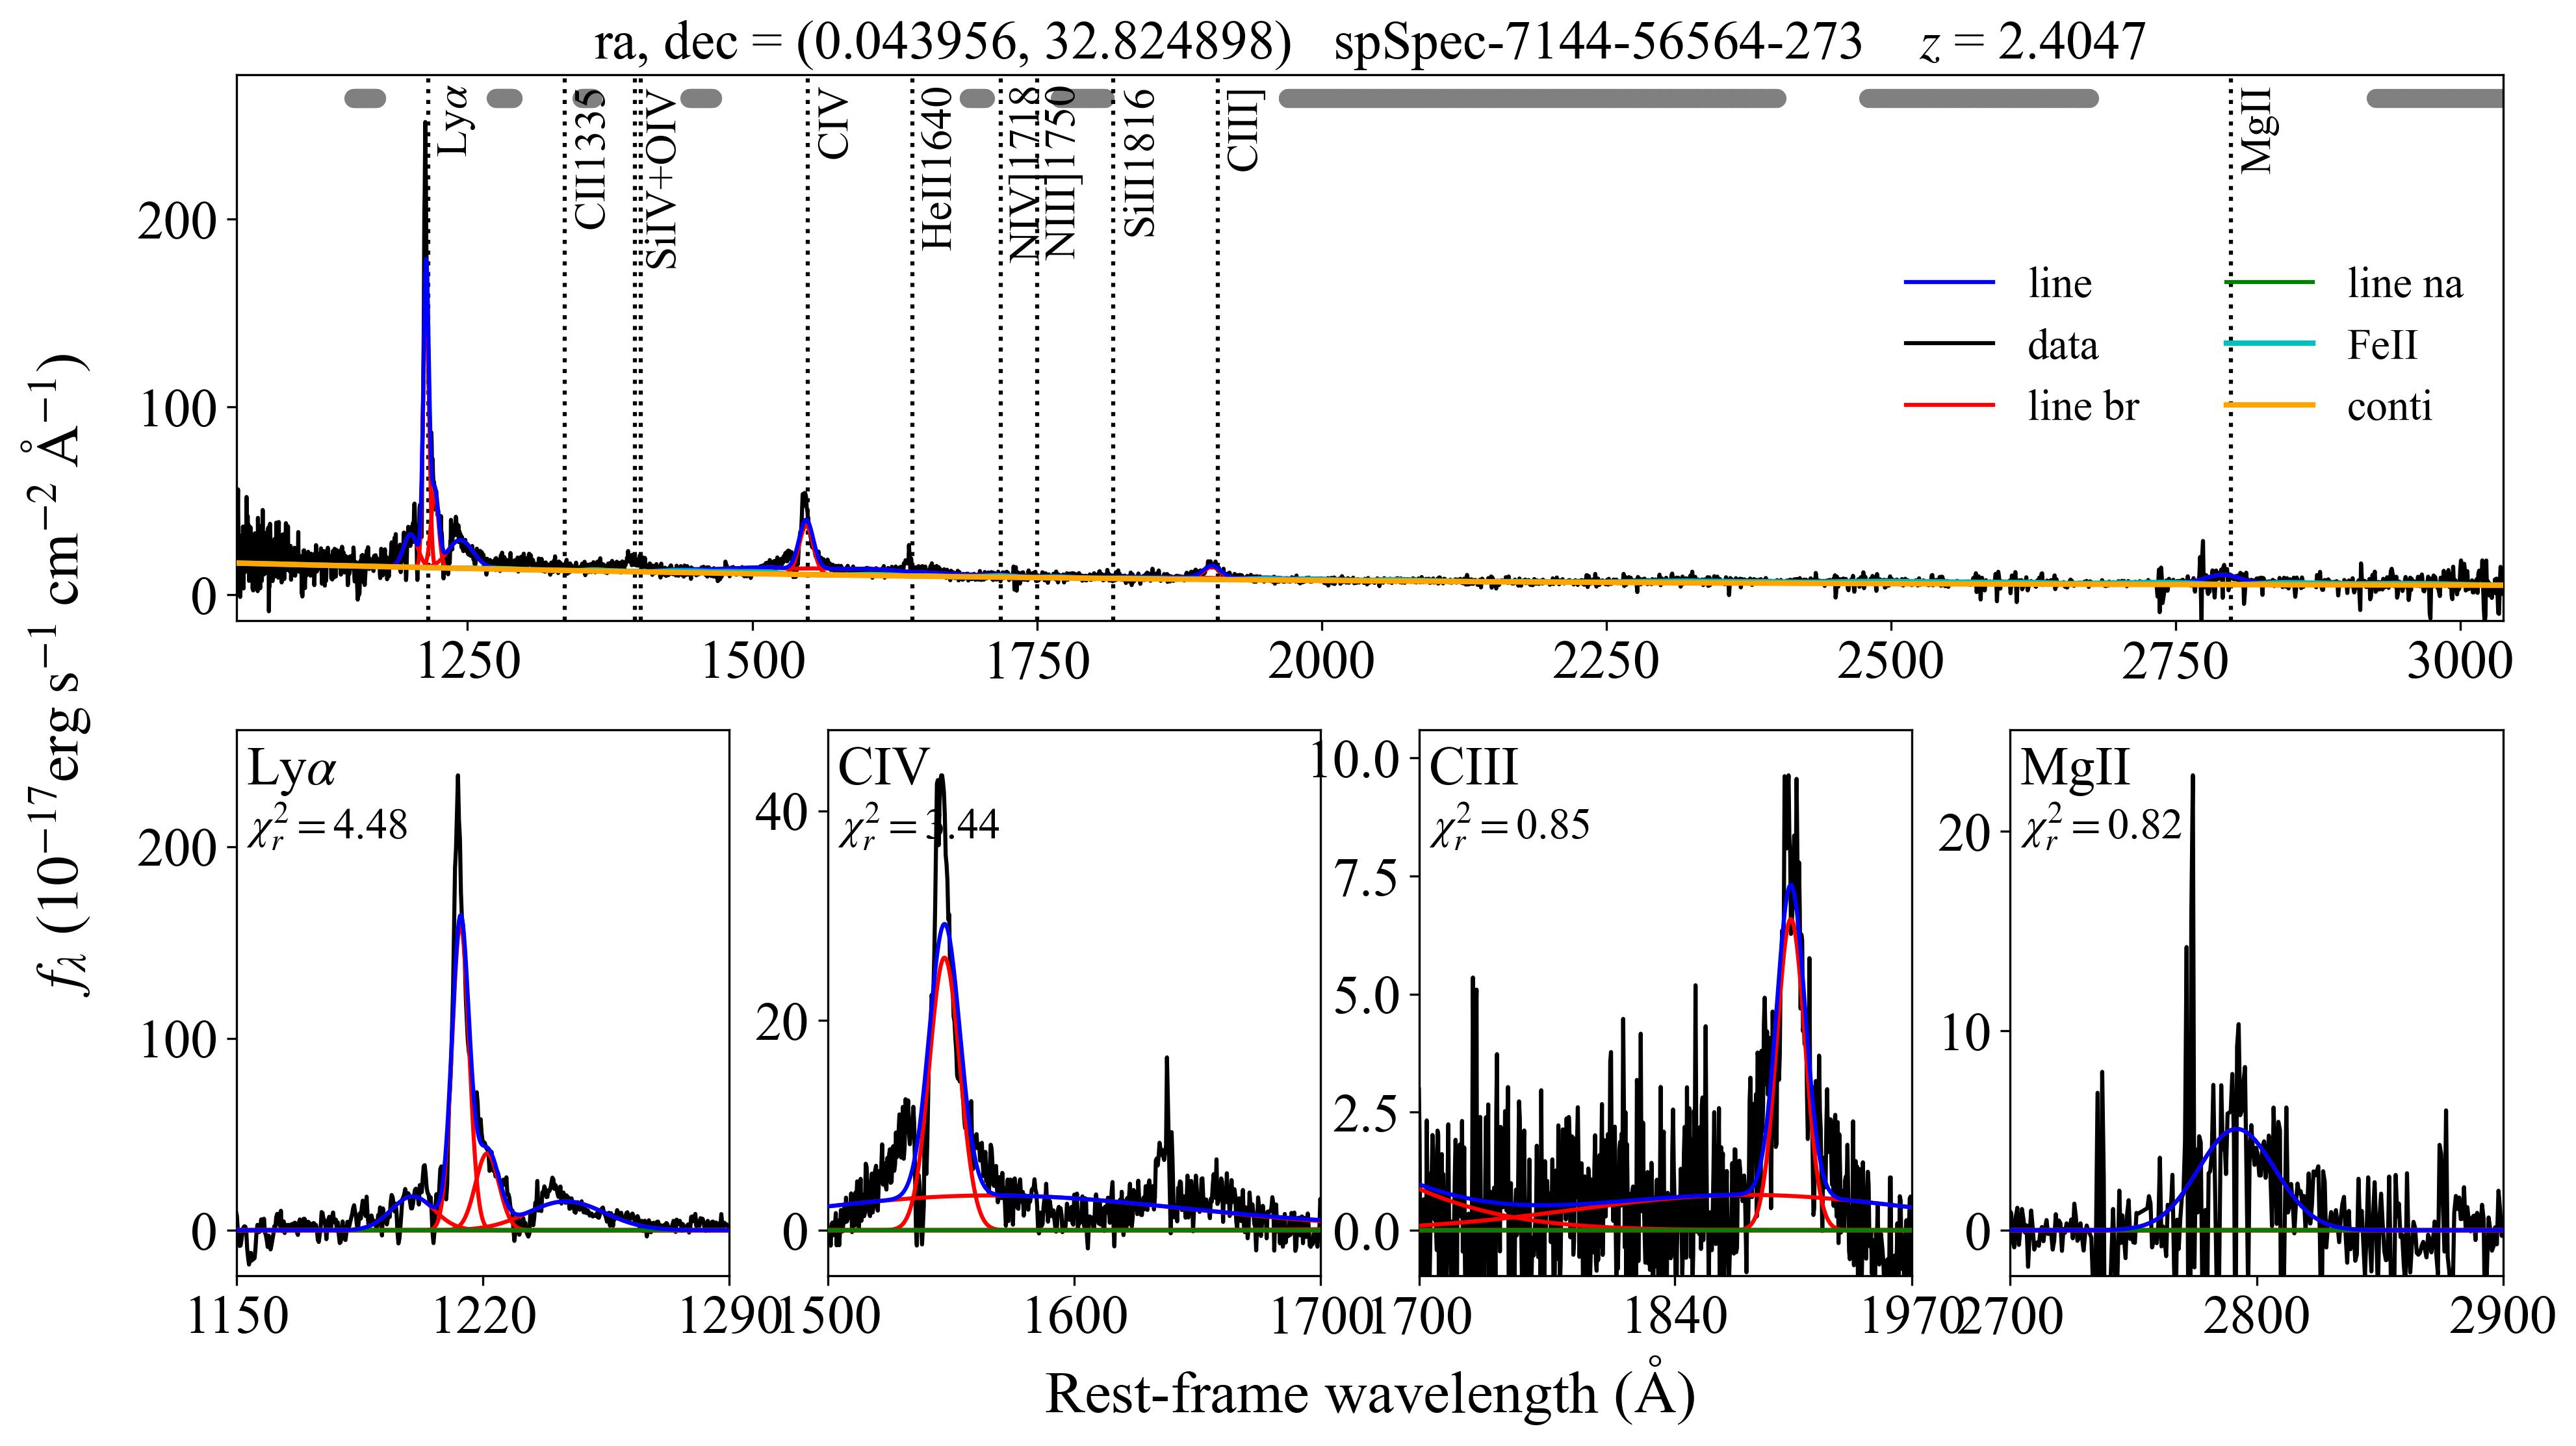 ra, dec = (0.043956, 32.824898) spSpec-7144-56564-273 z = 2.4047
Lyα
CII1335
SiIV+OIV
CIV
HeII1640
NIV]1718
NIII]1750
SiII1816
CIII]
MgII
200
100
0
line
data
line br
line na
FeII
conti
1250 1500 1750 2000 2250 2500 2750 3000
f_λ (10⁻¹⁷erg s⁻¹ cm⁻² Å⁻¹)
Lyα
χ²_r = 4.48
200
100
0
1150 1220 1290
CIV
χ²_r = 3.44
40
20
0
1500 1600 1700
CIII
χ²_r = 0.85
10.0
7.5
5.0
2.5
0.0
1700 1840 1970
MgII
χ²_r = 0.82
20
10
0
2700 2800 2900
Rest-frame wavelength (Å)